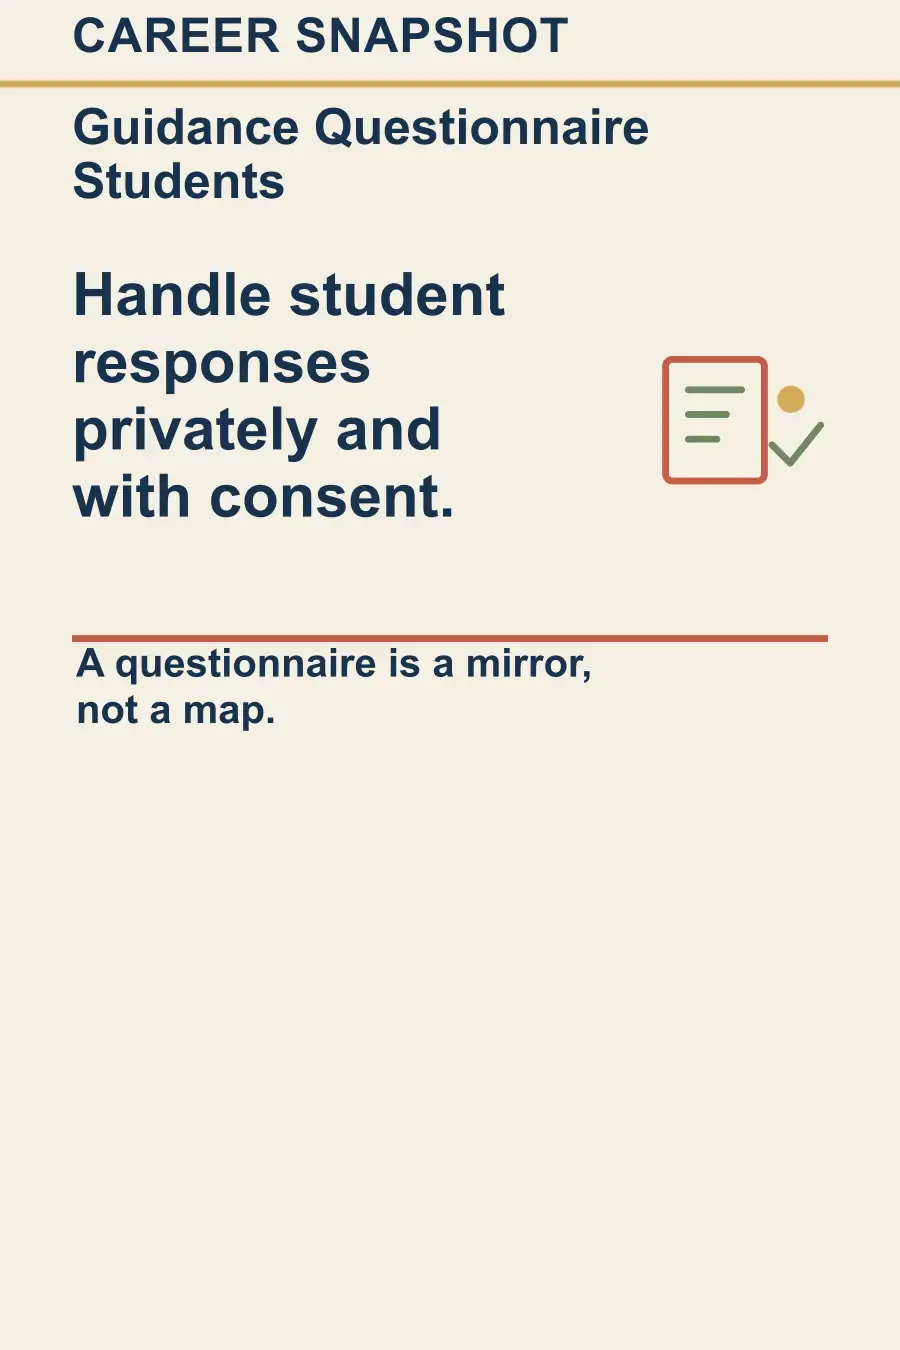 CAREER SNAPSHOT
Guidance Questionnaire
Students
Handle student
responses
privately and
with consent.
A questionnaire is a mirror,
not a map.